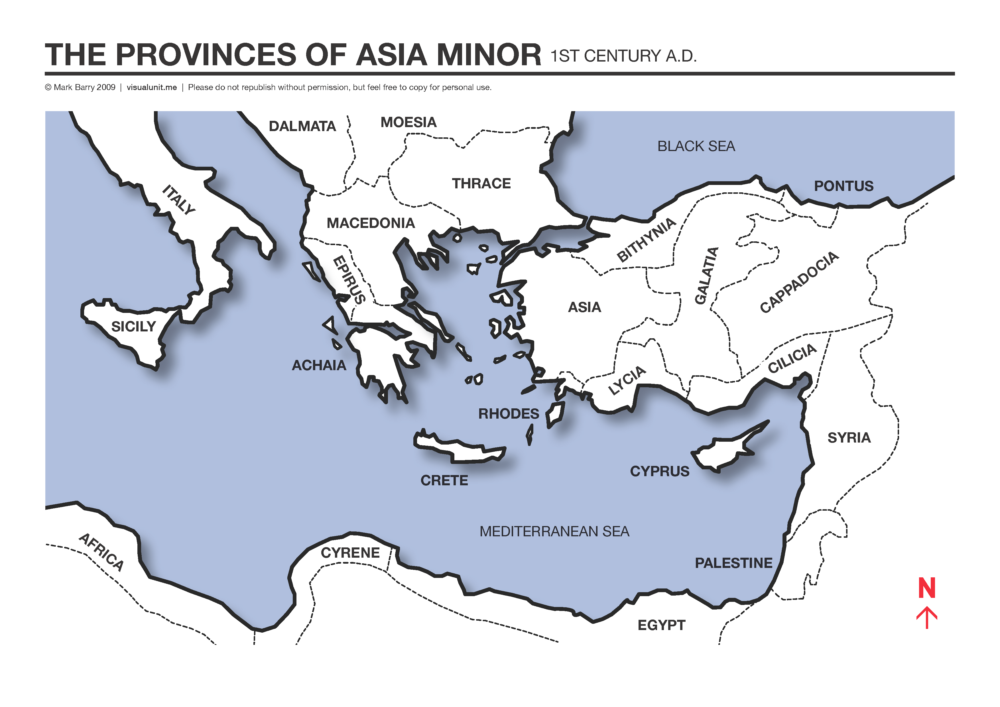 THE PROVINCES OF ASIA MINOR 1ST CENTURY A.D.
© Mark Barry 2009 | visualunit.me | Please do not republish without permission, but feel free to copy for personal use.
DALMATA
MOESIA
BLACK SEA
THRACE
PONTUS
ITALY
MACEDONIA
BITHYNIA
EPIRUS
GALATIA
CAPPADOCIA
ASIA
SICILY
ACHAIA
CILICIA
LYCIA
RHODES
SYRIA
CYPRUS
CRETE
MEDITERRANEAN SEA
AFRICA
CYRENE
PALESTINE
EGYPT
N